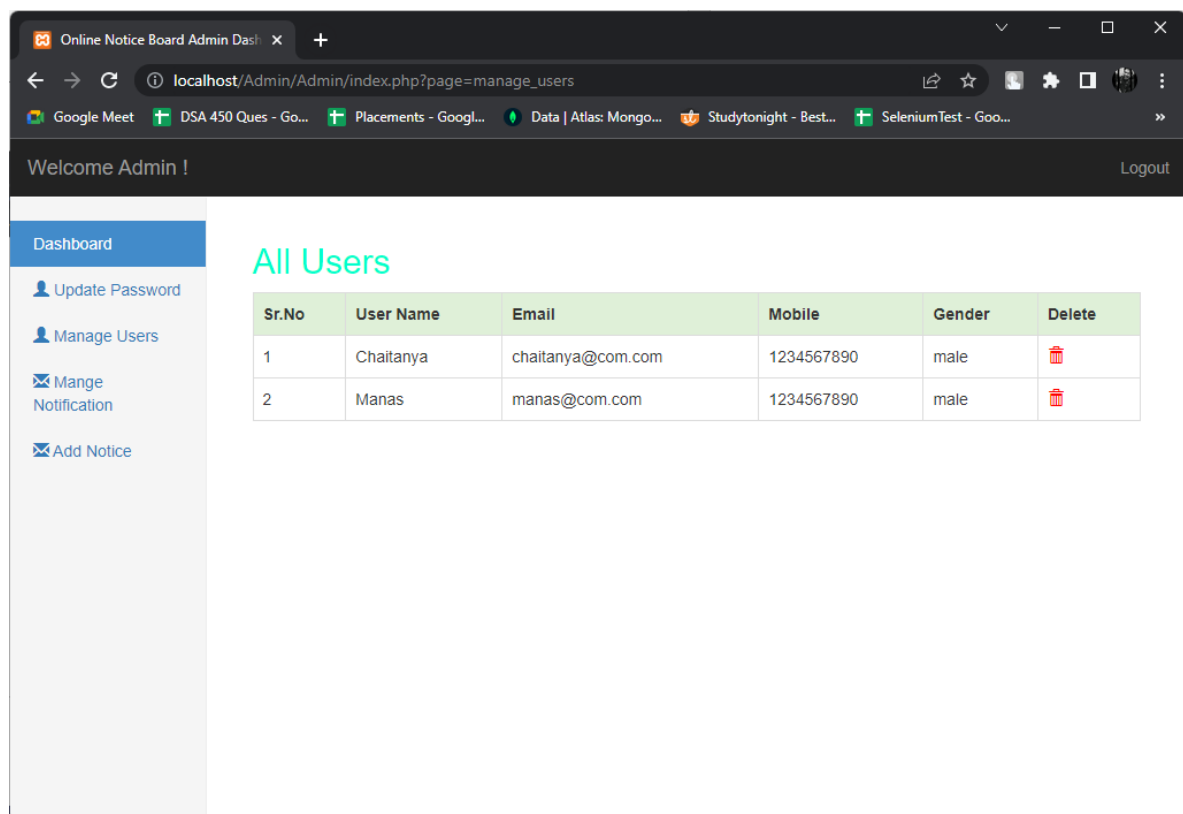 Online Notice Board Admin Dash
localhost/Admin/Admin/index.php?page=manage_users
Google Meet DSA 450 Ques - Go... Placements - Googl... Data | Atlas: Mongo... Studytonight - Best... SeleniumTest - Goo... »
Welcome Admin ! Logout
Dashboard
Update Password
Manage Users
Mange
Notification
Add Notice
All Users
Sr.No User Name Email Mobile Gender Delete
1 Chaitanya chaitanya@com.com 1234567890 male
2 Manas manas@com.com 1234567890 male